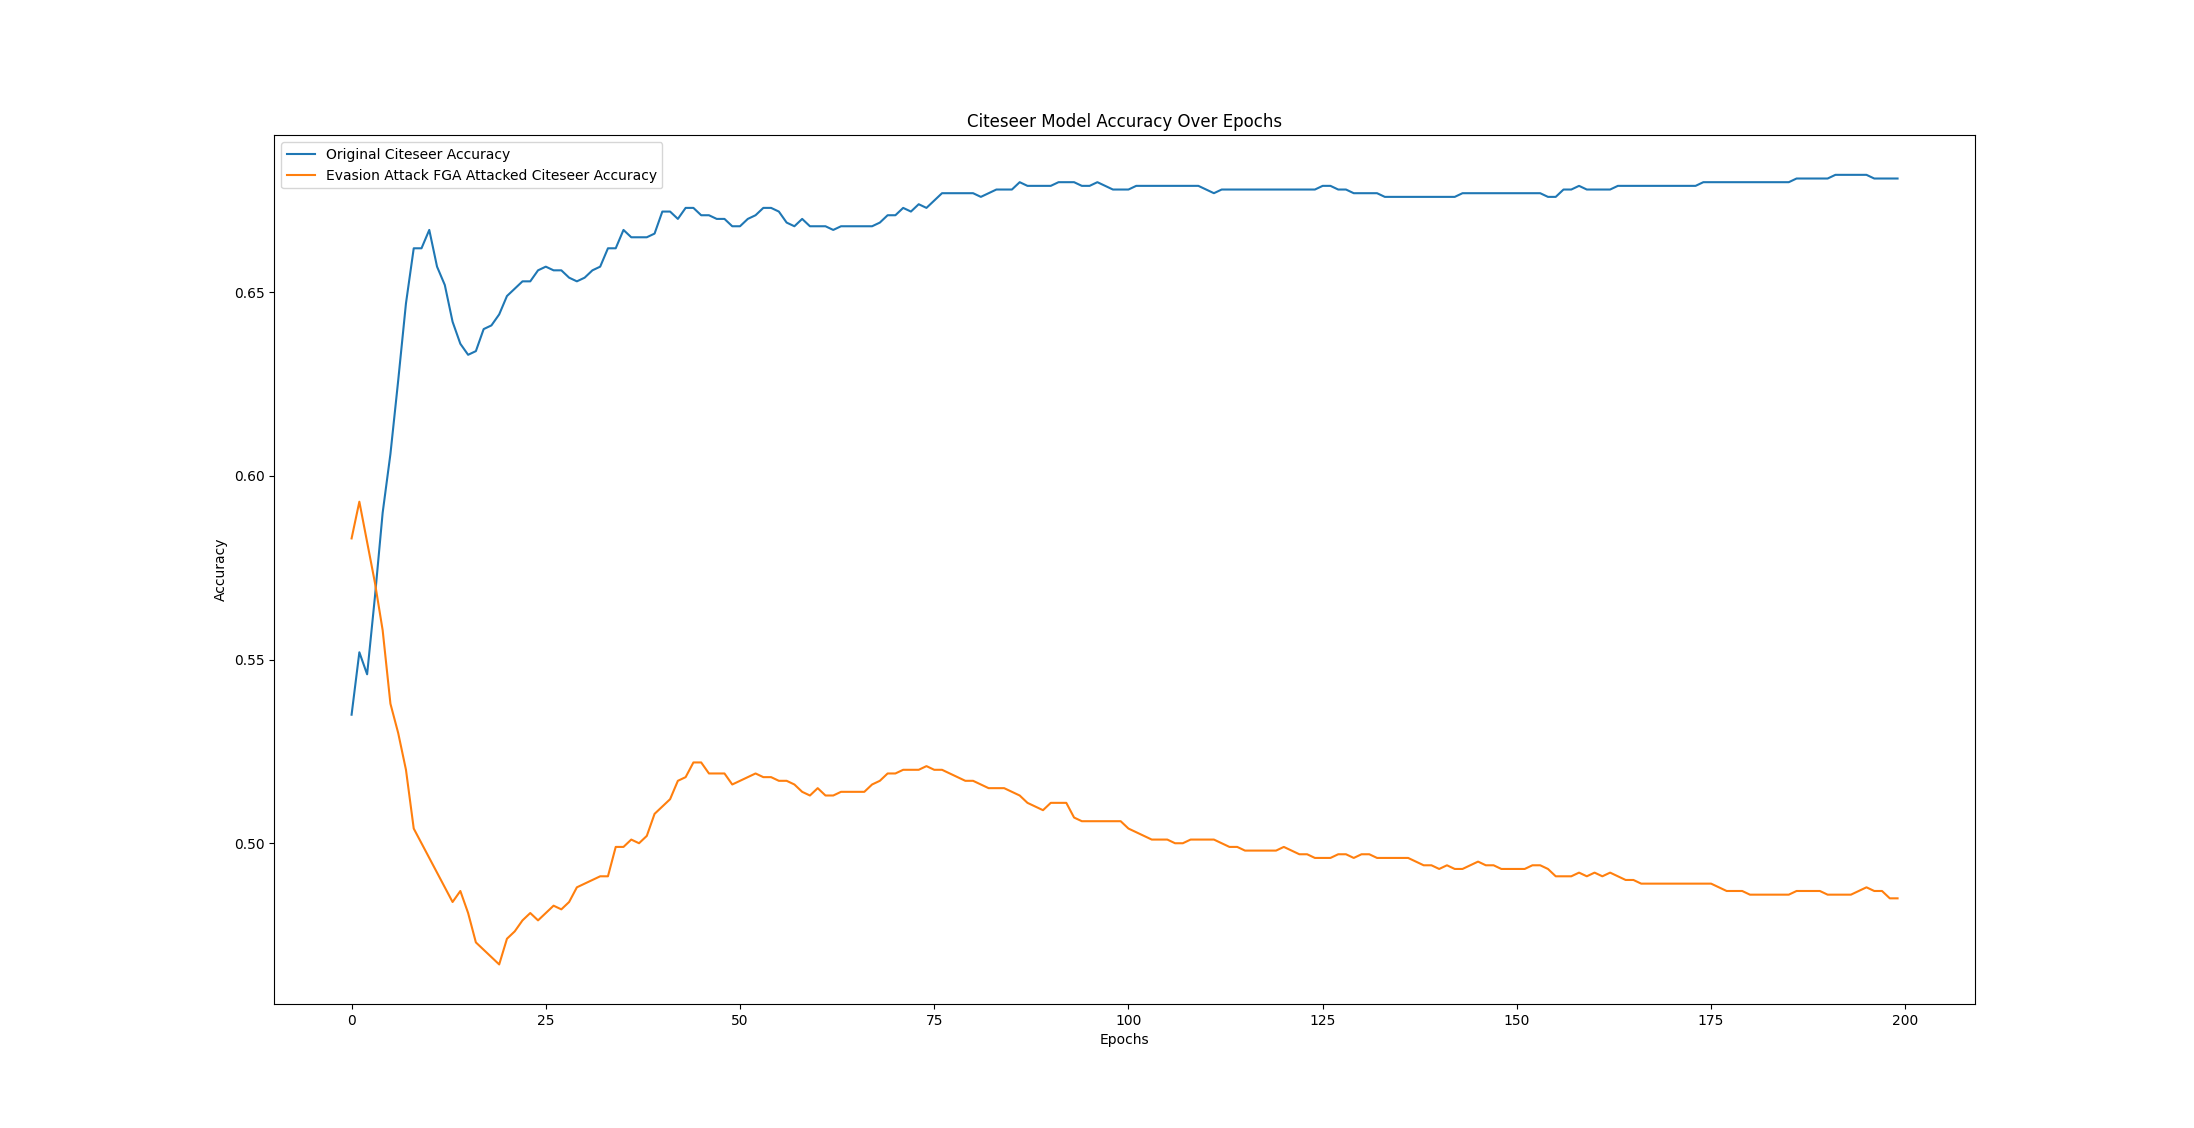 Citeseer Model Accuracy Over Epochs
Original Citeseer Accuracy
Evasion Attack FGA Attacked Citeseer Accuracy
0.65
0.60
0.55
0.50
Accuracy
0 25 50 75 100 125 150 175 200
Epochs